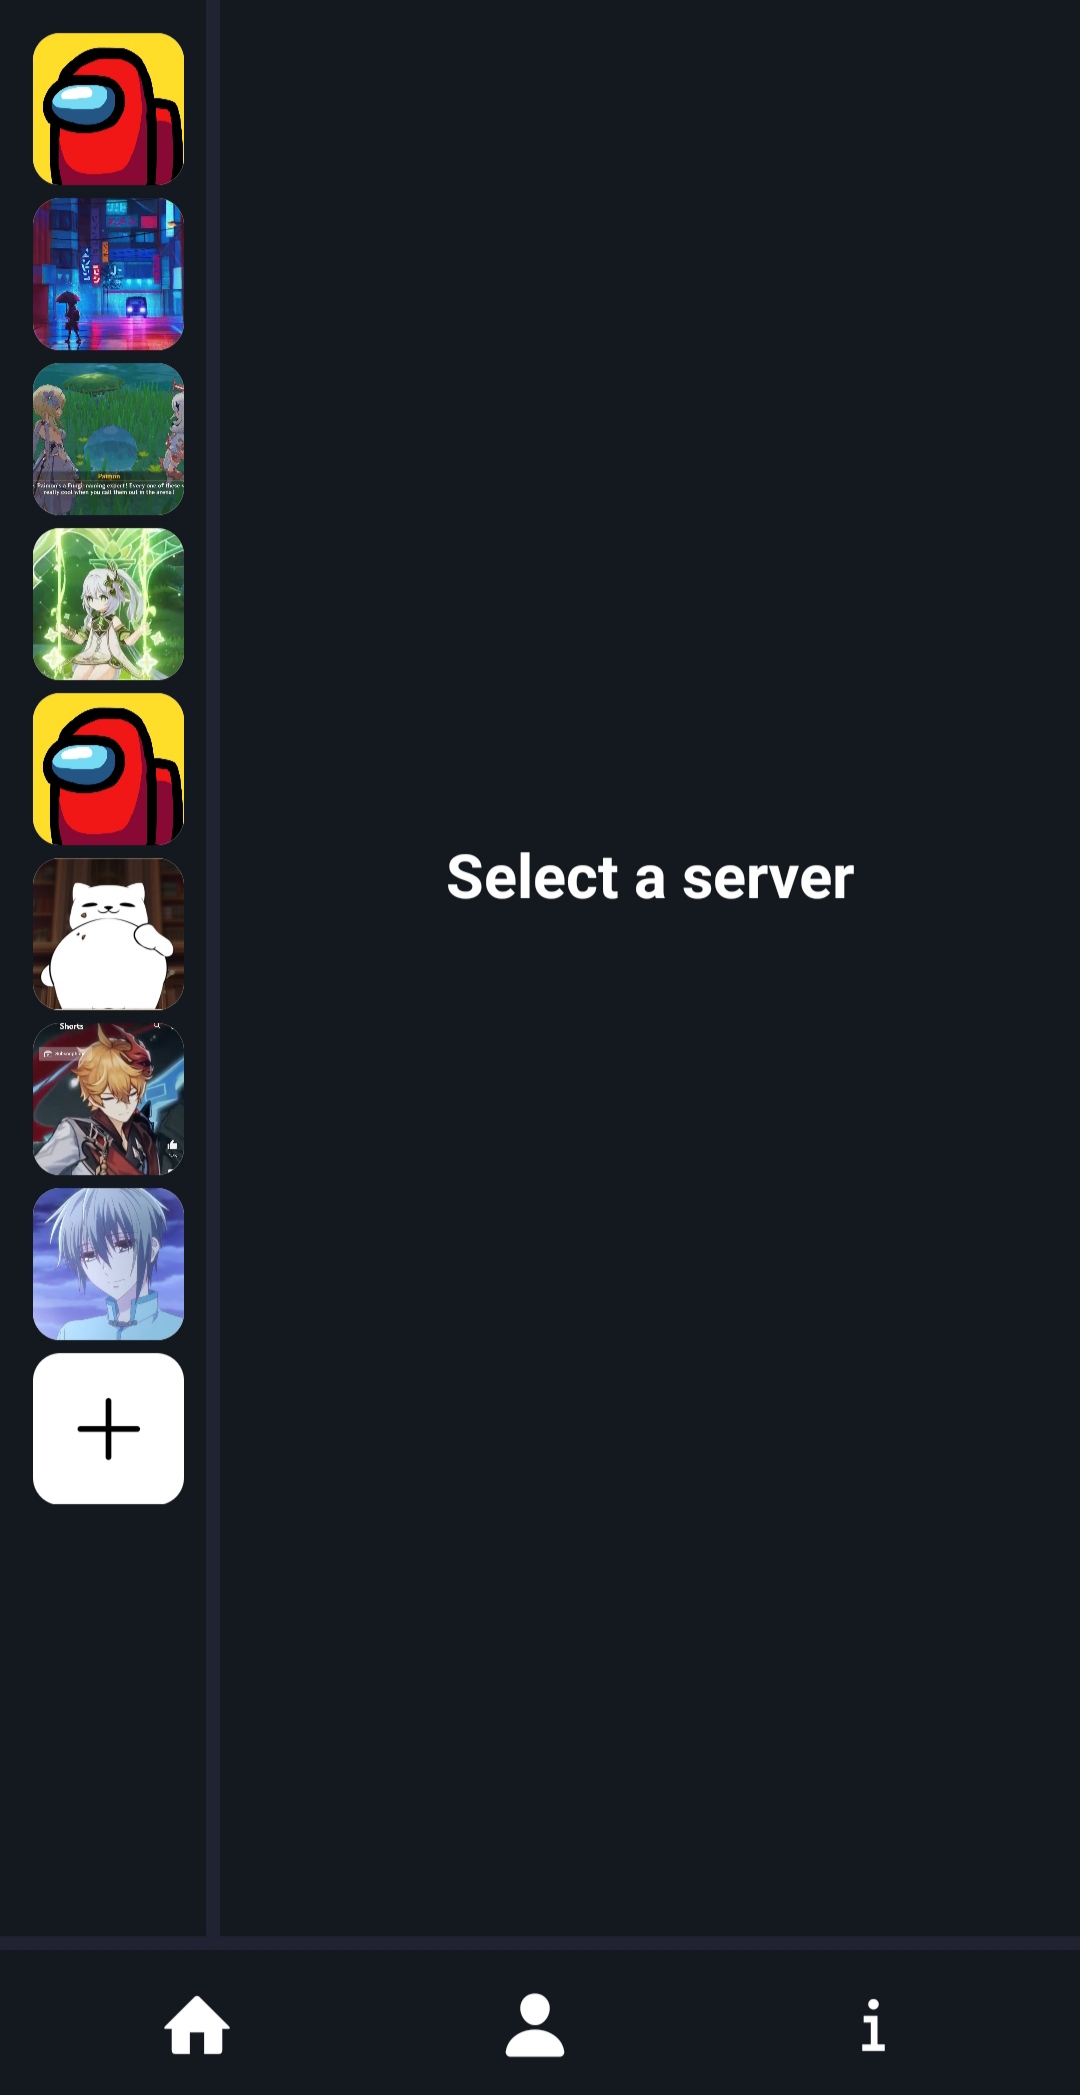 Paimon
Paimon's a Fungi-naming expert! Every one of these
really cool when you call them out in the arena!
Select a server
Shorts